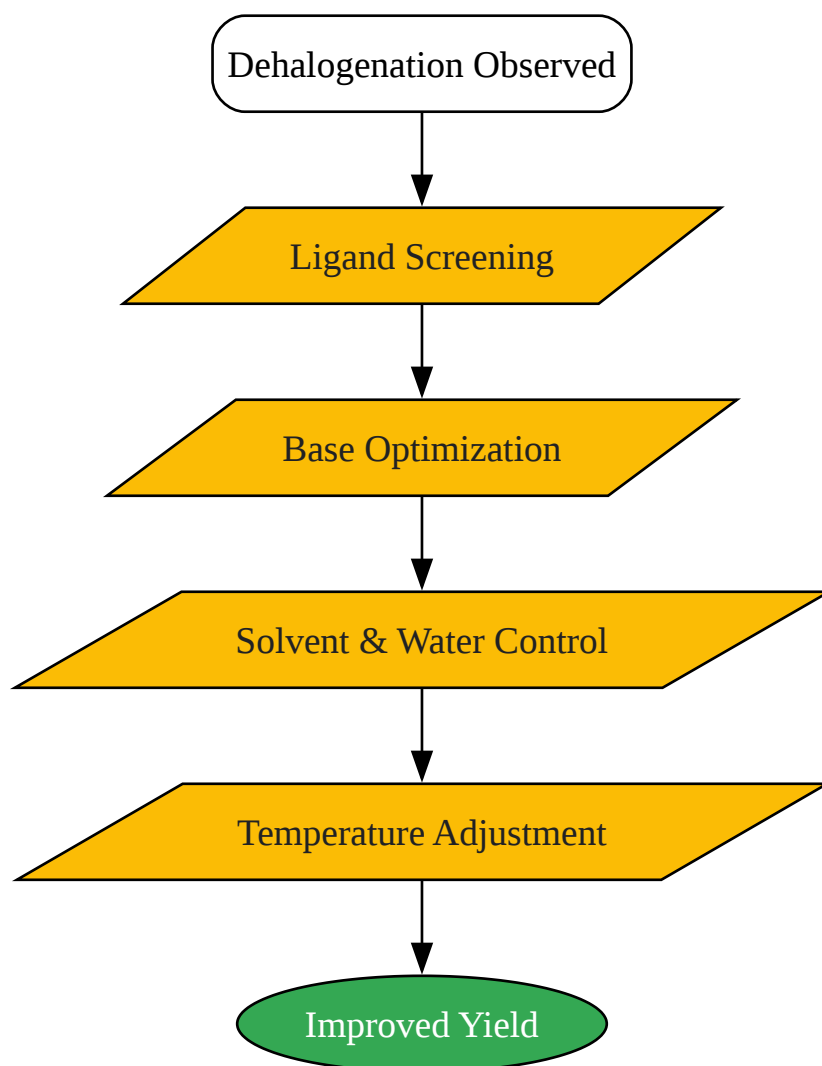 Dehalogenation Observed
Ligand Screening
Base Optimization
Solvent & Water Control
Temperature Adjustment
Improved Yield